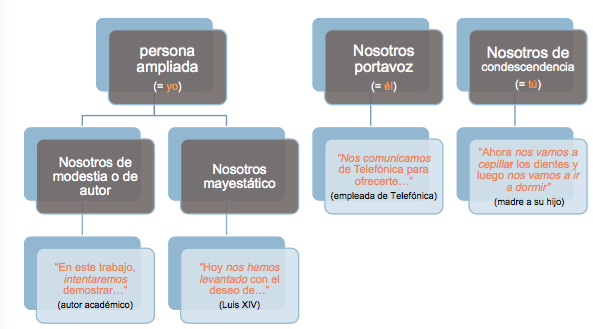 persona
ampliada
(= yo)
Nosotros de
modestia o de
autor
"En este trabajo,
intentaremos
demostrar…"
(autor académico)
Nosotros
mayestático
"Hoy nos hemos
levantado con el
deseo de…"
(Luis XIV)
Nosotros
portavoz
(= él)
"Nos comunicamos
de Telefónica para
ofrecerte…"
(empleada de Telefónica)
Nosotros de
condescendencia
(= tú)
"Ahora nos vamos a
cepillar los dientes y
luego nos vamos a ir
a dormir"
(madre a su hijo)